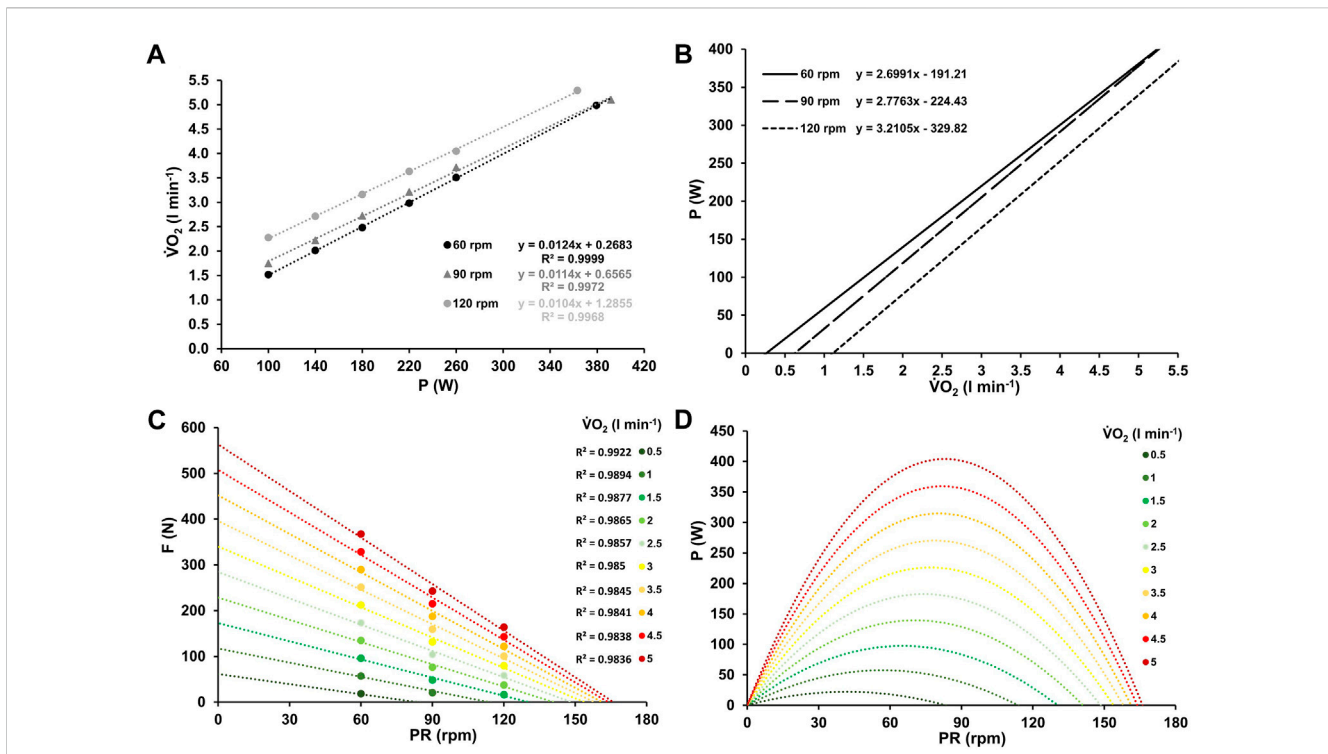 A
V̇O₂ (l min⁻¹)
5.5
5.0
4.5
4.0
3.5
3.0
2.5
2.0
1.5
1.0
0.5
0.0
60 rpm y = 0.0124x + 0.2683
R² = 0.9999
90 rpm y = 0.0114x + 0.6565
R² = 0.9972
120 rpm y = 0.0104x + 1.2855
R² = 0.9968
60 100 140 180 220 260 300 340 380 420
P (W)
B
P (W)
400
350
300
250
200
150
100
50
0
60 rpm y = 2.6991x - 191.21
90 rpm y = 2.7763x - 224.43
120 rpm y = 3.2105x - 329.82
0 0.5 1 1.5 2 2.5 3 3.5 4 4.5 5 5.5
V̇O₂ (l min⁻¹)
C
F (N)
600
500
400
300
200
100
0
V̇O₂ (l min⁻¹)
R² = 0.9922 0.5
R² = 0.9894 1
R² = 0.9877 1.5
R² = 0.9865 2
R² = 0.9857 2.5
R² = 0.985 3
R² = 0.9845 3.5
R² = 0.9841 4
R² = 0.9838 4.5
R² = 0.9836 5
0 30 60 90 120 150 180
PR (rpm)
D
P (W)
450
400
350
300
250
200
150
100
50
0
V̇O₂ (l min⁻¹)
0.5
1
1.5
2
2.5
3
3.5
4
4.5
5
0 30 60 90 120 150 180
PR (rpm)